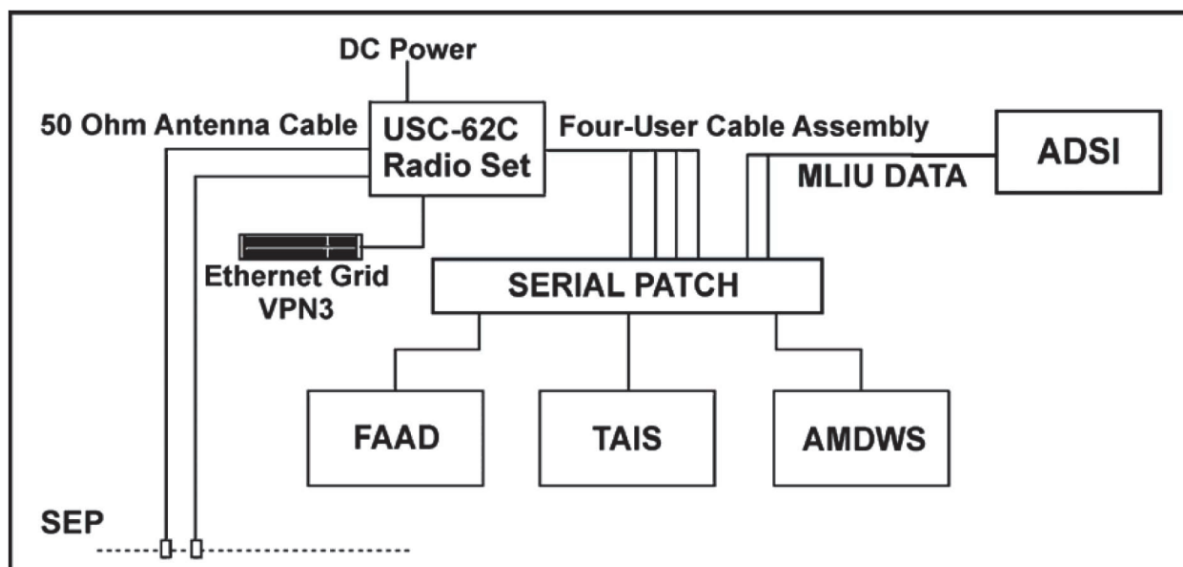 DC Power
50 Ohm Antenna Cable
USC-62C
Radio Set
Four-User Cable Assembly
ADSI
MLIU DATA
Ethernet Grid
VPN3
SERIAL PATCH
FAAD
TAIS
AMDWS
SEP